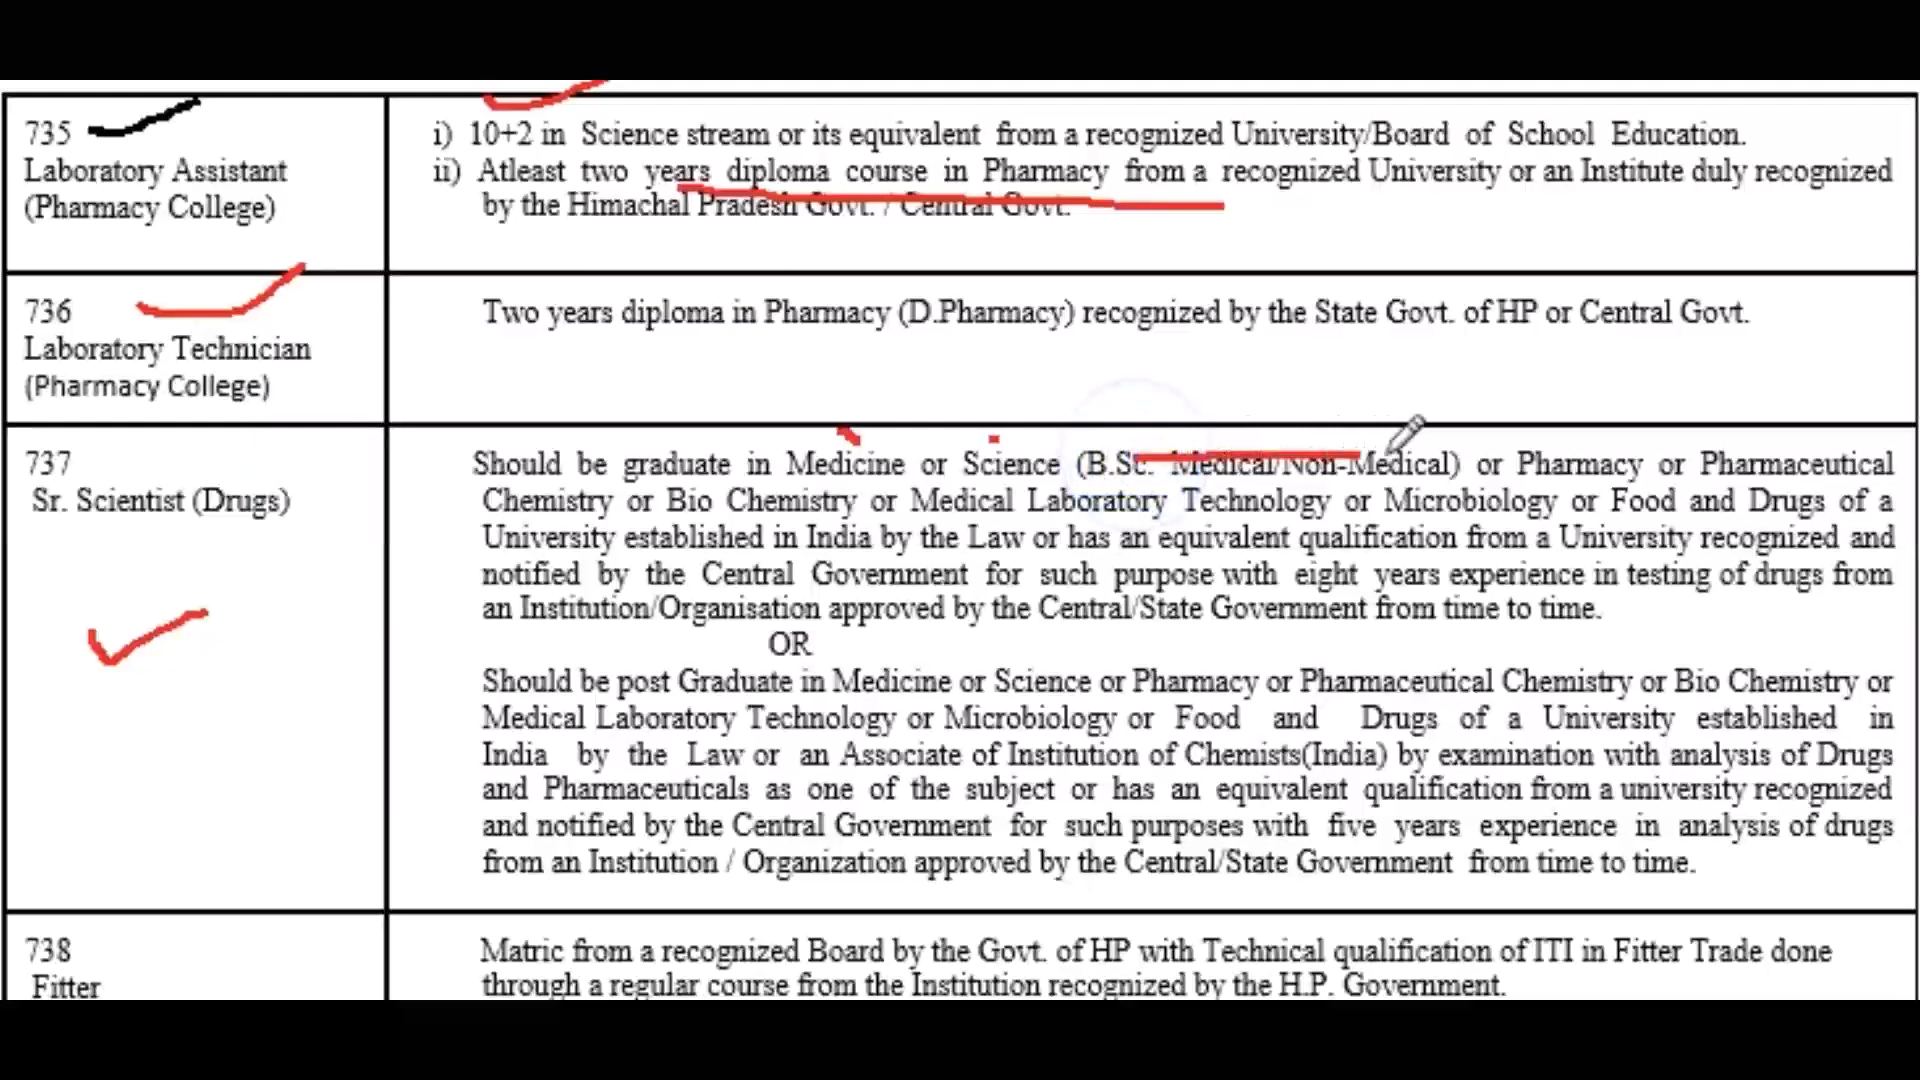 735
Laboratory Assistant
(Pharmacy College)
i) 10+2 in Science stream or its equivalent from a recognized University/Board of School Education.
ii) Atleast two years diploma course in Pharmacy from a recognized University or an Institute duly recognized
by the Himachal Pradesh Govt. / Central Govt.
736
Laboratory Technician
(Pharmacy College)
Two years diploma in Pharmacy (D.Pharmacy) recognized by the State Govt. of HP or Central Govt.
737
Sr. Scientist (Drugs)
Should be graduate in Medicine or Science (B.Sc. Medical/Non-Medical) or Pharmacy or Pharmaceutical
Chemistry or Bio Chemistry or Medical Laboratory Technology or Microbiology or Food and Drugs of a
University established in India by the Law or has an equivalent qualification from a University recognized and
notified by the Central Government for such purpose with eight years experience in testing of drugs from
an Institution/Organisation approved by the Central/State Government from time to time.
OR
Should be post Graduate in Medicine or Science or Pharmacy or Pharmaceutical Chemistry or Bio Chemistry or
Medical Laboratory Technology or Microbiology or Food and Drugs of a University established in
India by the Law or an Associate of Institution of Chemists(India) by examination with analysis of Drugs
and Pharmaceuticals as one of the subject or has an equivalent qualification from a university recognized
and notified by the Central Government for such purposes with five years experience in analysis of drugs
from an Institution / Organization approved by the Central/State Government from time to time.
738
Fitter
Matric from a recognized Board by the Govt. of HP with Technical qualification of ITI in Fitter Trade done
through a regular course from the Institution recognized by the H.P. Government.